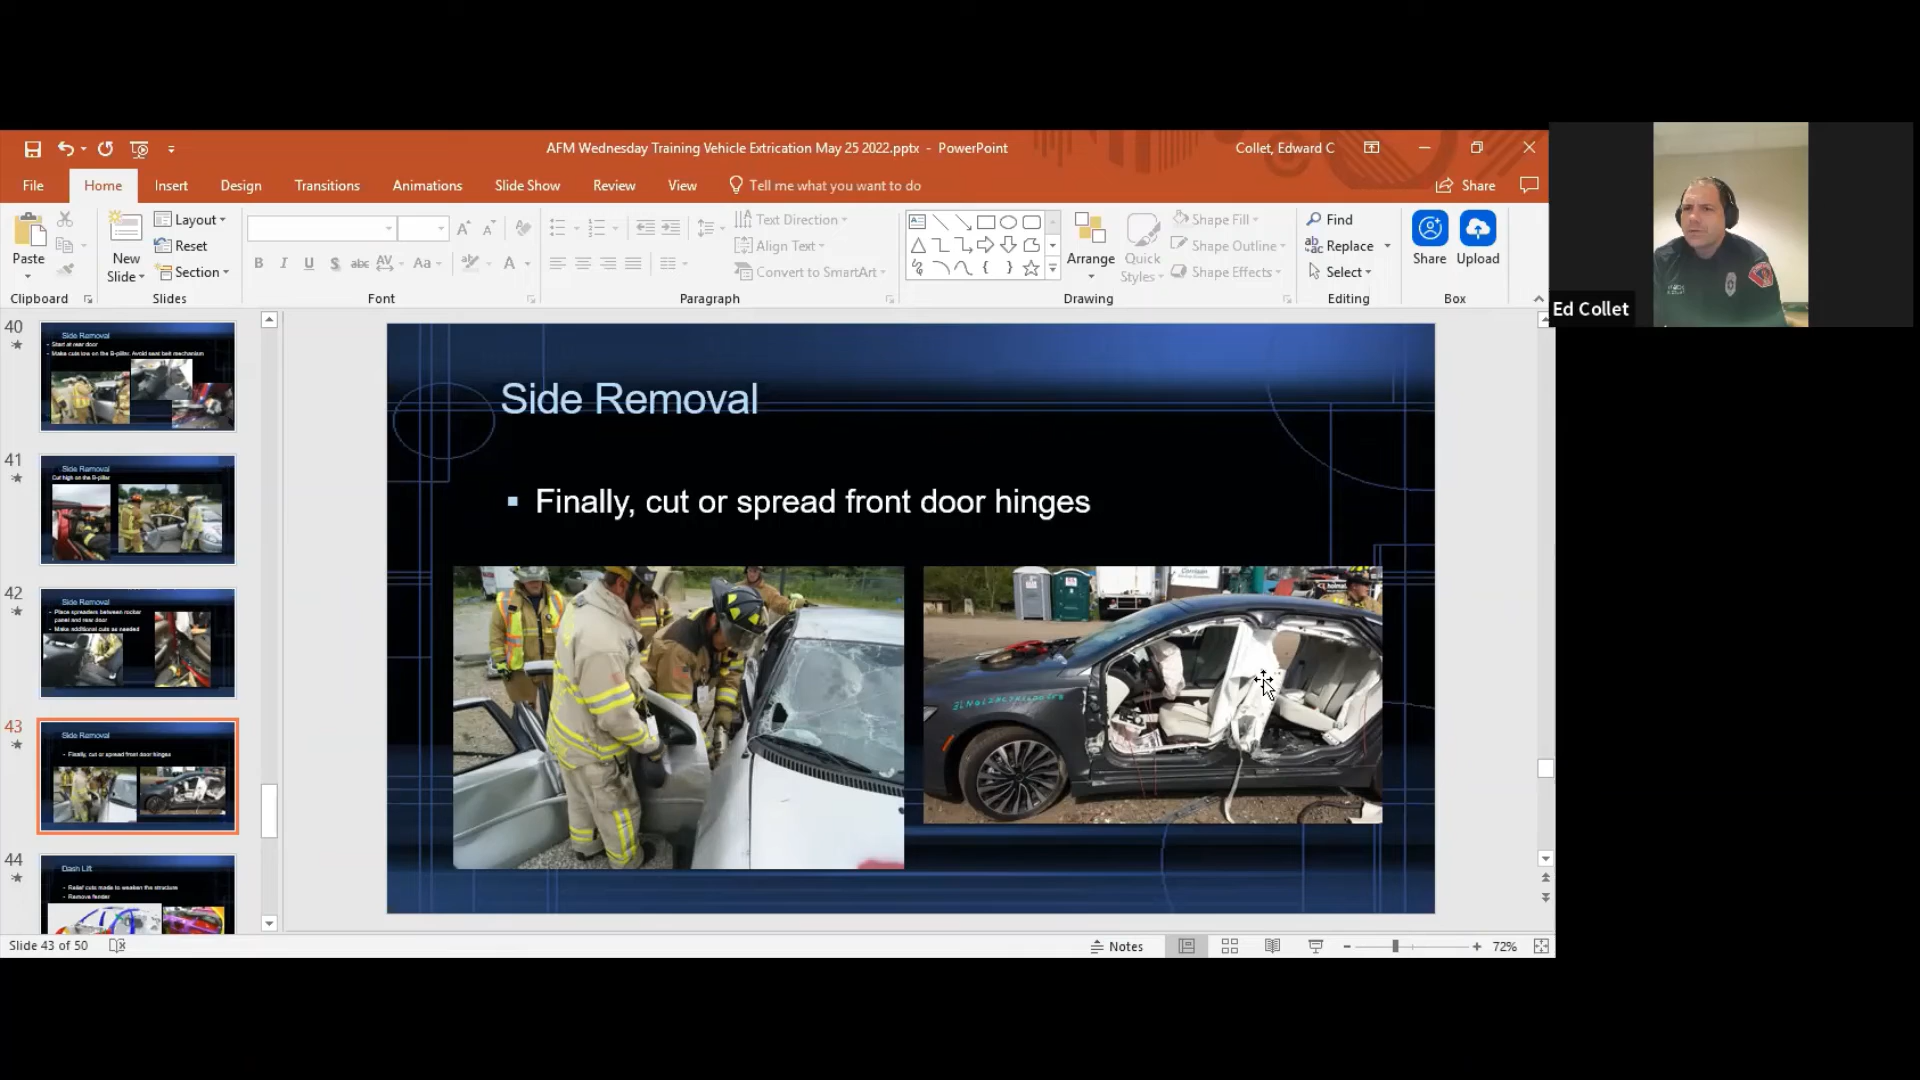 AFM Wednesday Training Vehicle Extrication May 25 2022.pptx - PowerPoint
Collet, Edward C
File
Home
Insert
Design
Transitions
Animations
Slide Show
Review
View
Tell me what you want to do
Share
Paste
New
Slide
Layout
Reset
Section
B I U S abc AV Aa A
Text Direction
Align Text
Convert to SmartArt
Arrange
Quick
Styles
Shape Fill
Shape Outline
Shape Effects
Find
Replace
Select
Share
Upload
Clipboard
Slides
Font
Paragraph
Drawing
Editing
Box
Ed Collet
40
Side Removal
Start at rear door
Make cuts low on the B-pillar. Avoid seat belt mechanism
41
Side Removal
Cut high on the B-pillar
42
Side Removal
Place spreaders between rocker
panel and rear door
Make additional cuts as needed
43
Side Removal
Finally, cut or spread front door hinges
44
Dash Lift
Relief cuts made to weaken the structure
Remove fender
Side Removal
Finally, cut or spread front door hinges
Slide 43 of 50
Notes
72%